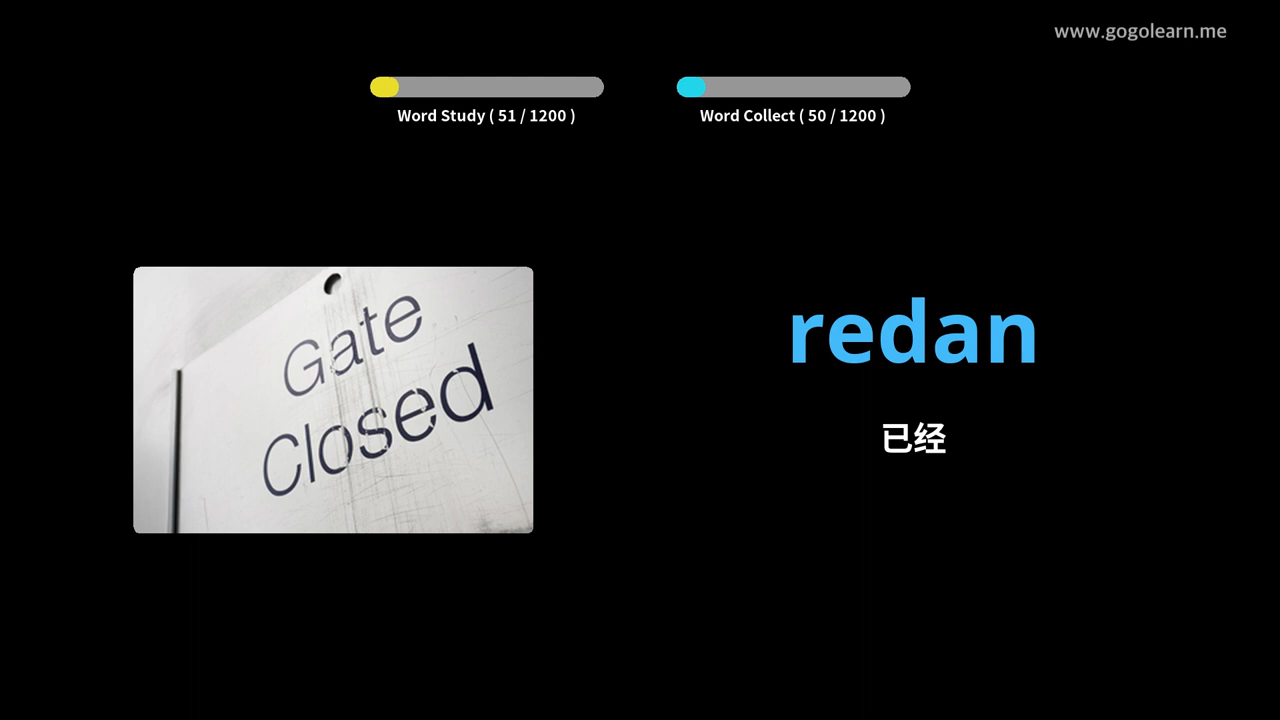 www.gogolearn.me
Word Study ( 51 / 1200 )
Word Collect ( 50 / 1200 )
Gate
Closed
redan
已经